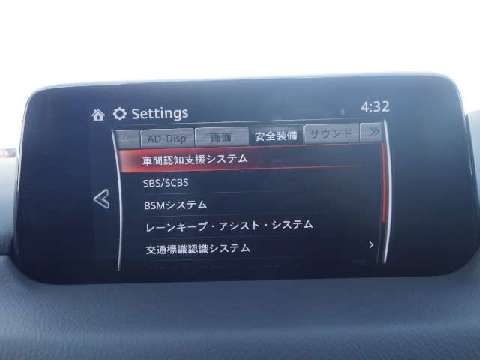 Settings
4:32
AD-Disp 画面 安全装備 サウンド
車間認知支援システム
SBS/SCBS
BSMシステム
レーンキープ・アシスト・システム
交通標識認識システム